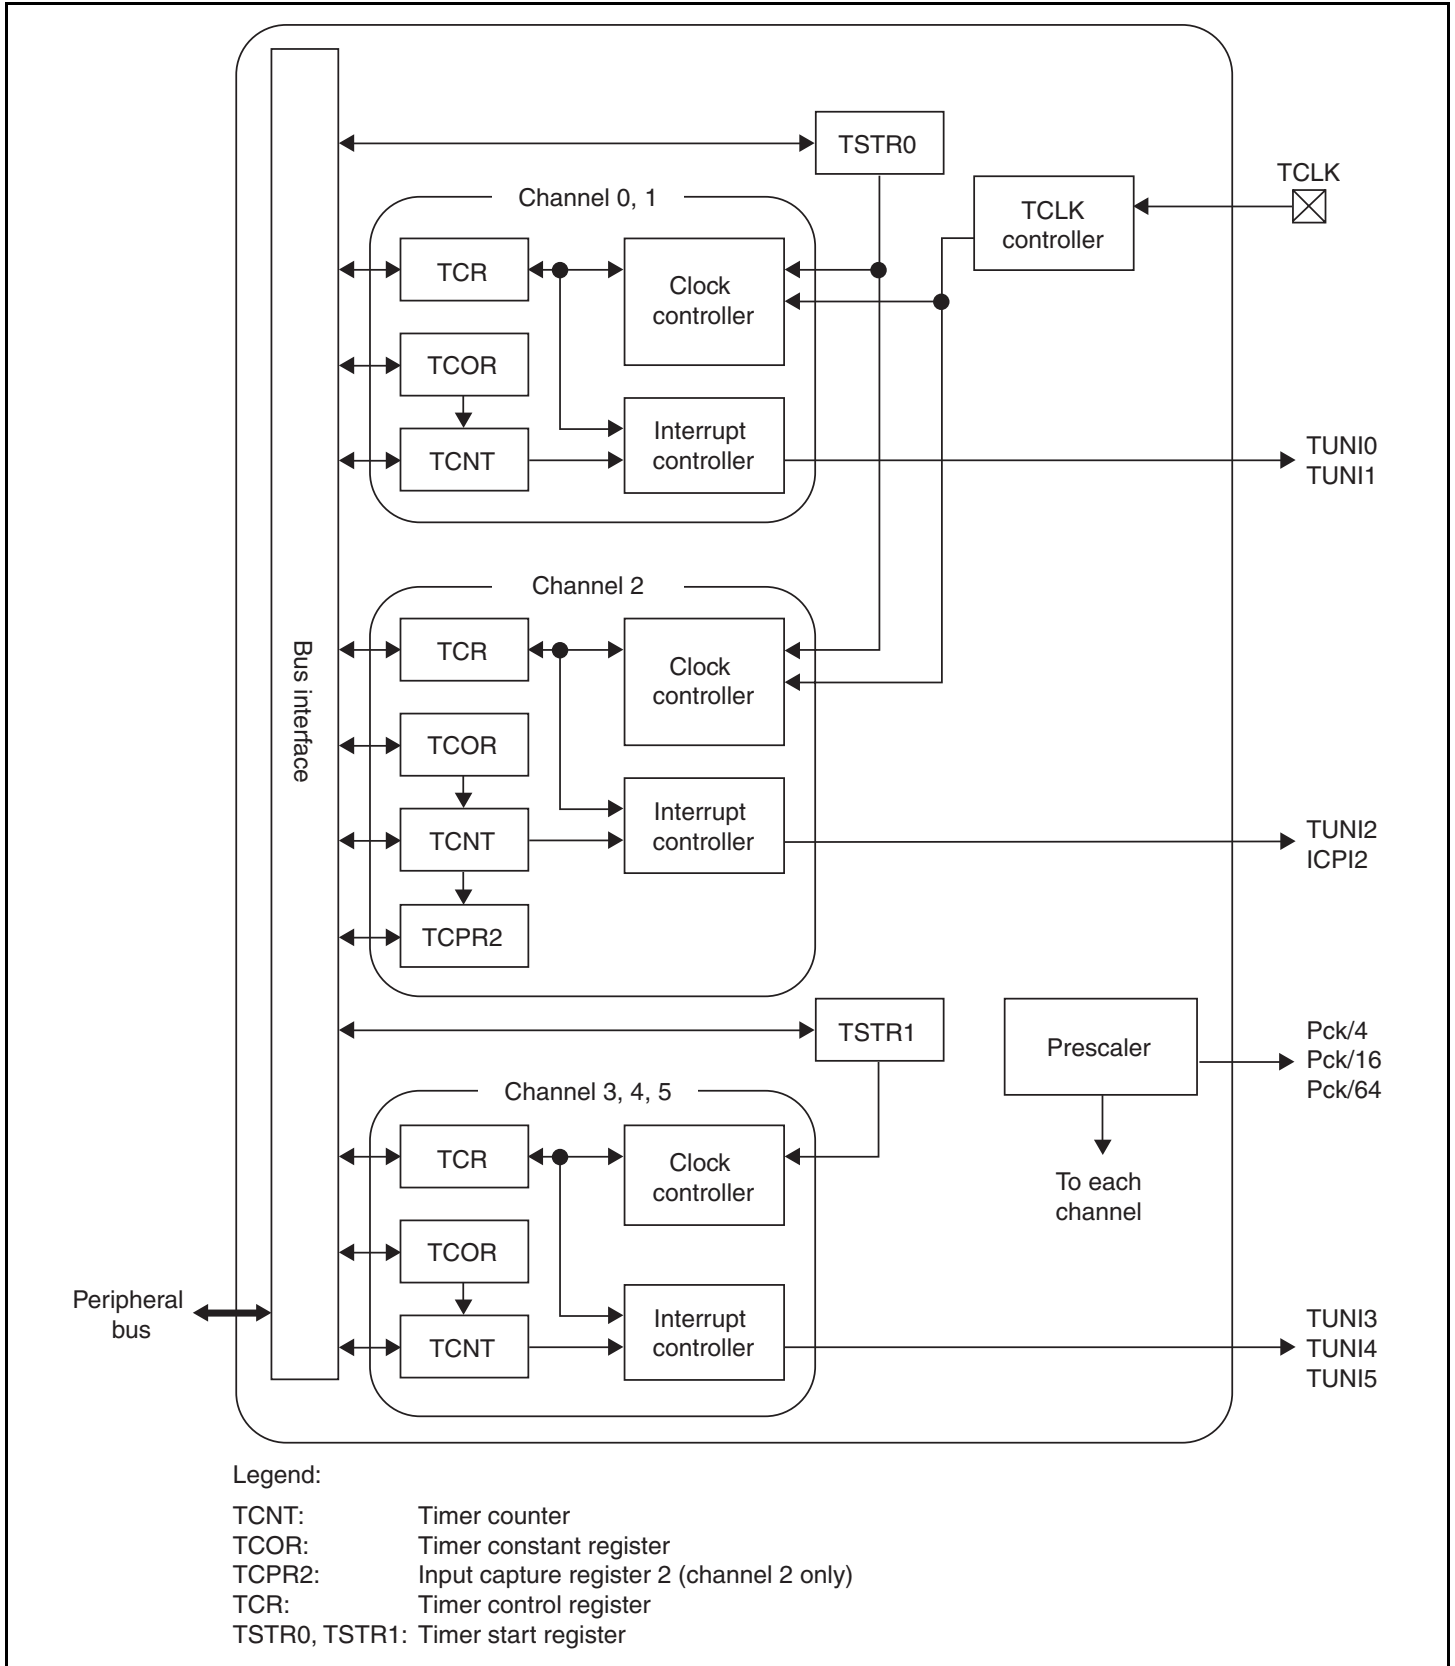 TSTR0
TCLK
Channel 0, 1
TCLK
controller
TCR
Clock
controller
TCOR
Interrupt
controller
TCNT
TUNI0
TUNI1
Channel 2
Bus interface
TCR
Clock
controller
TCOR
Interrupt
controller
TCNT
TUNI2
ICPI2
TCPR2
TSTR1
Prescaler
Pck/4
Pck/16
Pck/64
Channel 3, 4, 5
TCR
Clock
controller
To each
channel
TCOR
Peripheral
bus
Interrupt
controller
TCNT
TUNI3
TUNI4
TUNI5
Legend:
TCNT: Timer counter
TCOR: Timer constant register
TCPR2: Input capture register 2 (channel 2 only)
TCR: Timer control register
TSTR0, TSTR1: Timer start register